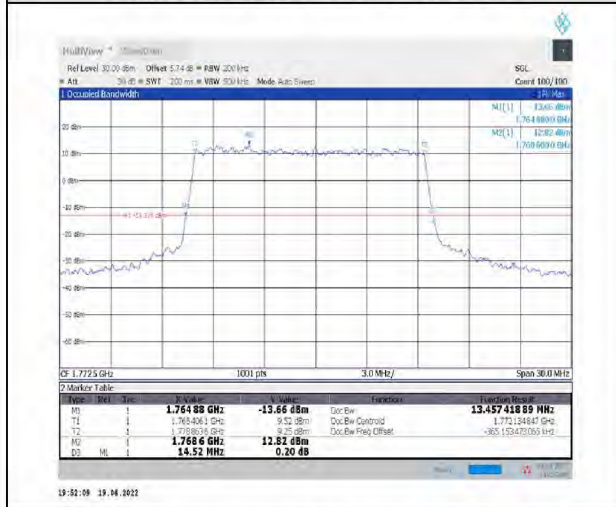 MultiView
Ref Level 30.00 dBm Offset 5.74 dB RBW 200 kHz SGL
Att 30 dB SWT 200 ms VBW 500 kHz Mode Auto Sweep Count 100/100
1 Occupied Bandwidth
M1[1] -13.66 dBm
1.764 8800 GHz
M2[1] 12.82 dBm
1.768 6000 GHz
20 dBm
10 dBm
0 dBm
-10 dBm
-20 dBm
-30 dBm
-40 dBm
-50 dBm
-60 dBm
CF 1.7725 GHz 1001 pts 3.0 MHz/ Span 30.0 MHz
2 Marker Table
Type Ref Trc X-Value Y-Value Function Function Result
M1 1 1.764 88 GHz -13.66 dBm Occ Bw 13.457 418 89 MHz
T1 1 1.7654061 GHz 9.52 dBm Occ Bw Centroid 1.772134847 GHz
T2 1 9.25 dBm Occ Bw Freq Offset -365.153473065 kHz
M2 1 1.768 6 GHz 12.82 dBm
D3 M1 1 14.52 MHz 0.20 dB
19:52:09 19.06.2022